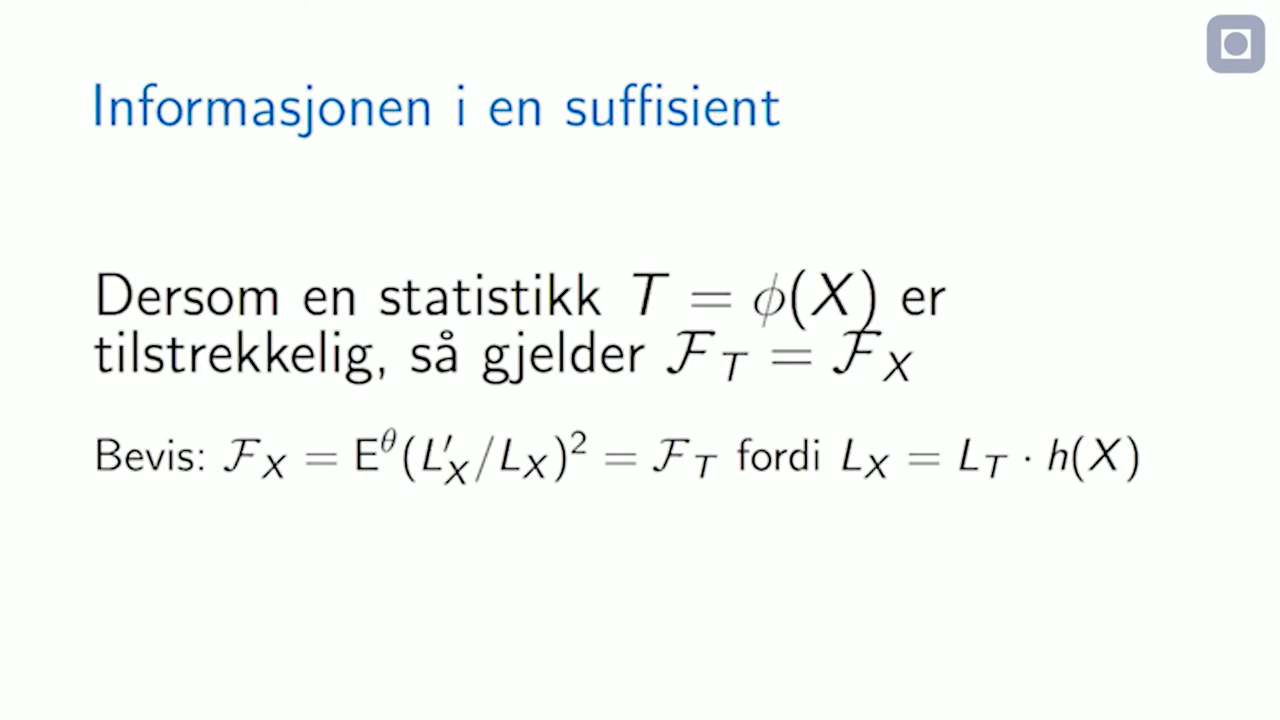 Informasjonen i en suffisient
Dersom en statistikk T = ϕ(X) er
tilstrekkelig, så gjelder ℱ_T = ℱ_X
Bevis: ℱ_X = E^θ(L′_X/L_X)² = ℱ_T fordi L_X = L_T · h(X)